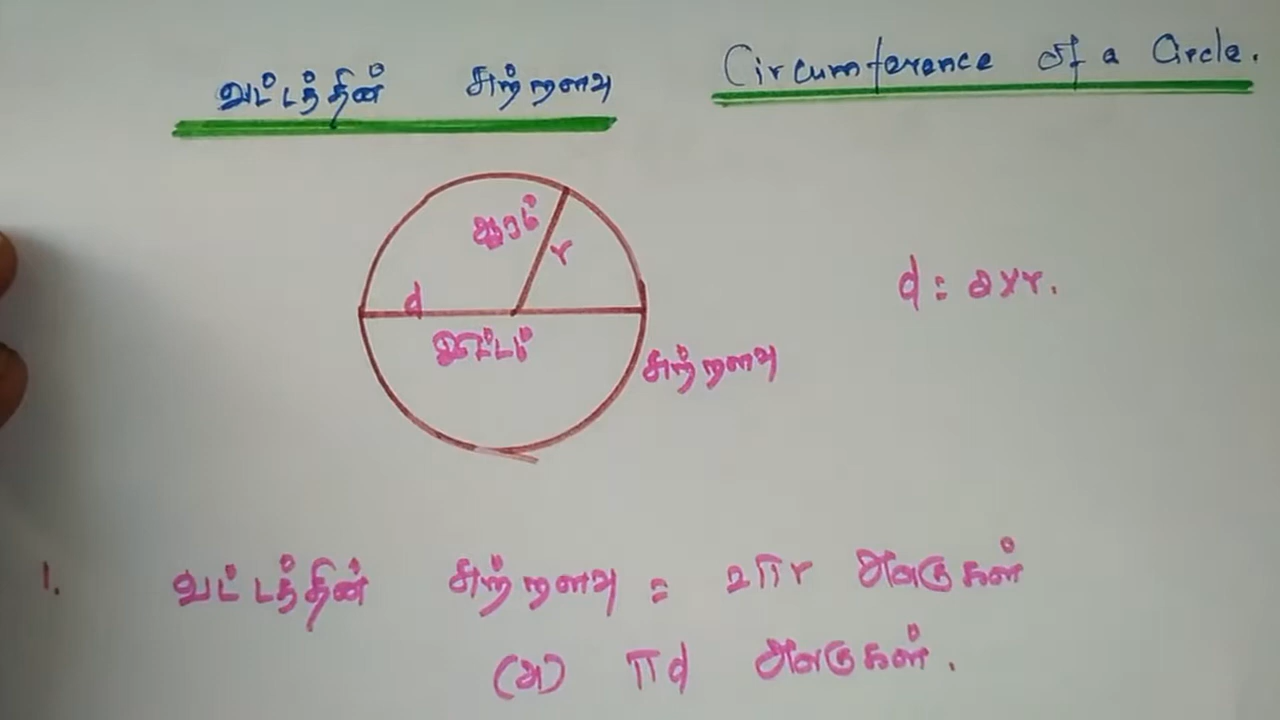 வட்டத்தின் சுற்றளவு
Circumference of a Circle.
ஆரம்
r
d
விட்டம்
சுற்றளவு
d = 2×r.
1. வட்டத்தின் சுற்றளவு = 2πr அலகுகள்
(அ) πd அலகுகள்.